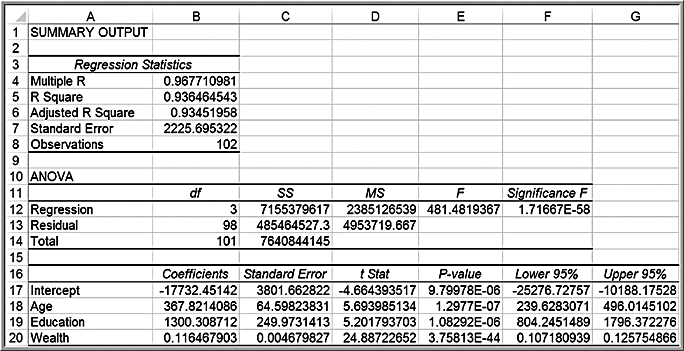 A B C D E F G
1 SUMMARY OUTPUT
2
3 Regression Statistics
4 Multiple R 0.967710981
5 R Square 0.936464543
6 Adjusted R Square 0.93451958
7 Standard Error 2225.695322
8 Observations 102
9
10 ANOVA
11 df SS MS F Significance F
12 Regression 3 7155379617 2385126539 481.4819367 1.71667E-58
13 Residual 98 485464527.3 4953719.667
14 Total 101 7640844145
15
16 Coefficients Standard Error t Stat P-value Lower 95% Upper 95%
17 Intercept -17732.45142 3801.662822 -4.664393517 9.79978E-06 -25276.72757 -10188.17528
18 Age 367.8214086 64.59823831 5.693985134 1.2977E-07 239.6283071 496.0145102
19 Education 1300.308712 249.9731413 5.201793703 1.08292E-06 804.2451489 1796.372276
20 Wealth 0.116467903 0.004679827 24.88722652 3.75813E-44 0.107180939 0.125754866